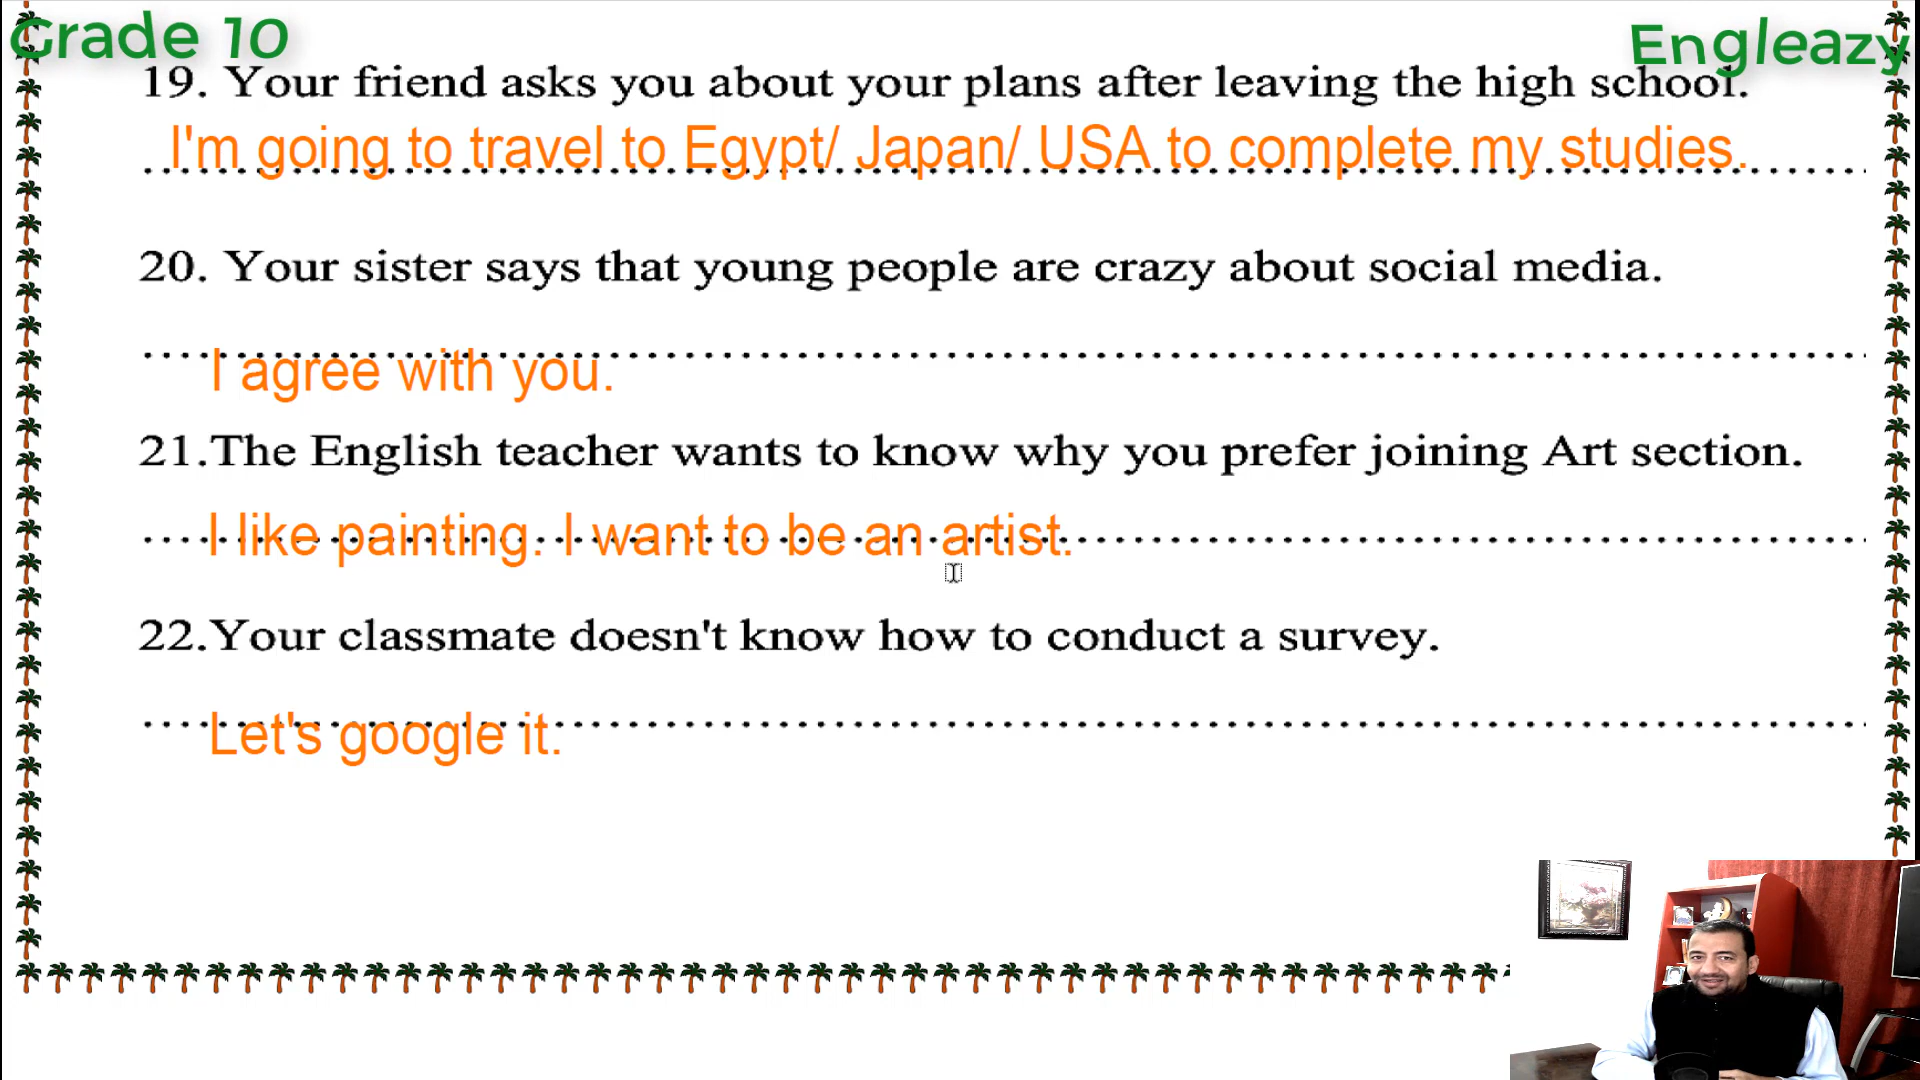 Grade 10
Engleazy
19. Your friend asks you about your plans after leaving the high school.
I'm going to travel to Egypt/ Japan/ USA to complete my studies.
20. Your sister says that young people are crazy about social media.
I agree with you.
21.The English teacher wants to know why you prefer joining Art section.
I like painting. I want to be an artist.
22.Your classmate doesn't know how to conduct a survey.
Let's google it.